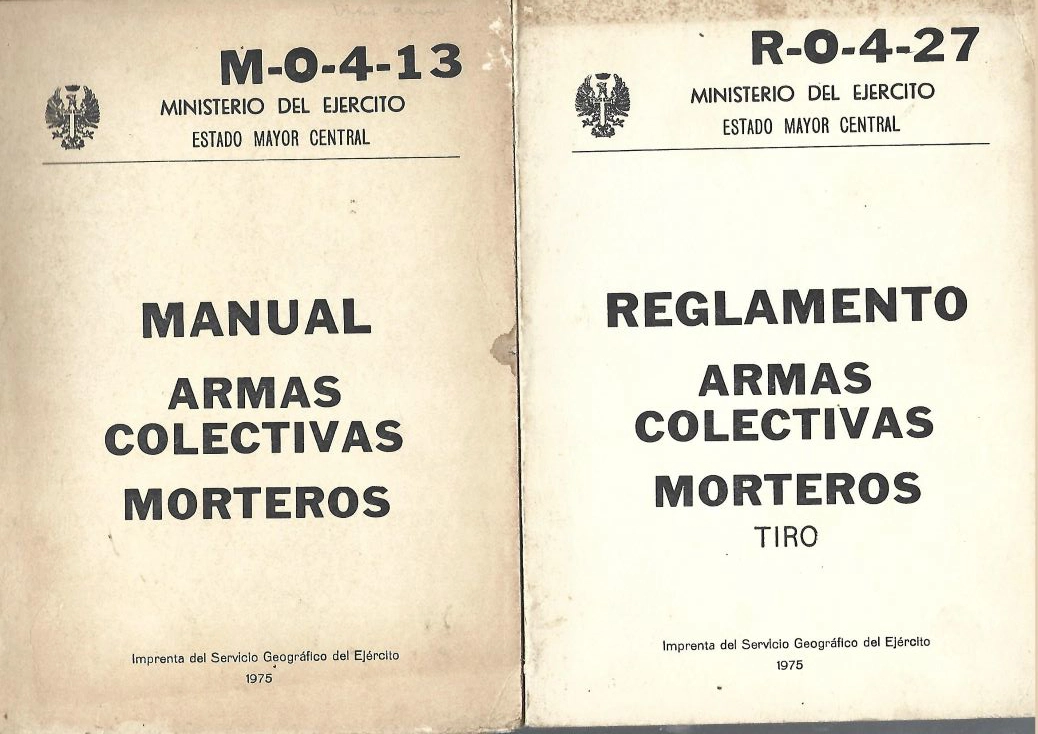 M-O-4-13
MINISTERIO DEL EJERCITO
ESTADO MAYOR CENTRAL
MANUAL
ARMAS
COLECTIVAS
MORTEROS
Imprenta del Servicio Geográfico del Ejército
1975
R-O-4-27
MINISTERIO DEL EJERCITO
ESTADO MAYOR CENTRAL
REGLAMENTO
ARMAS
COLECTIVAS
MORTEROS
TIRO
Imprenta del Servicio Geográfico del Ejército
1975